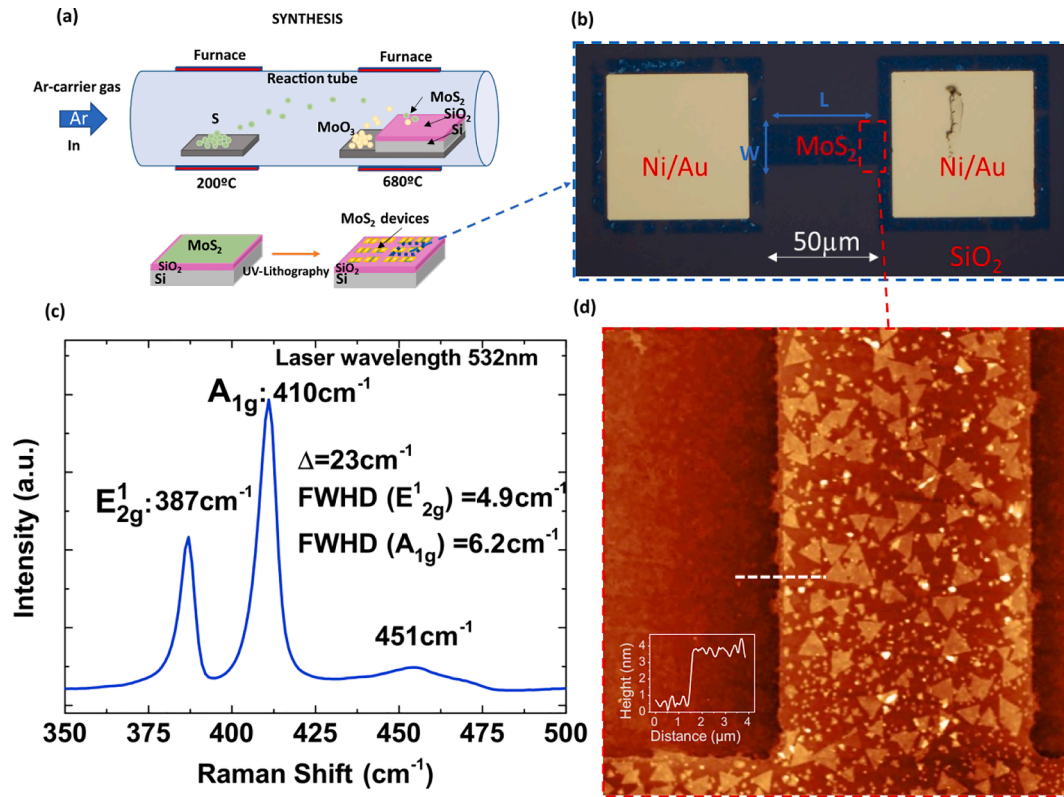 (a)
SYNTHESIS
Furnace
Furnace
Reaction tube
Ar-carrier gas
Ar
In
S
MoO₃
MoS₂
SiO₂
Si
200ºC
680ºC
MoS₂
SiO₂
Si
UV-Lithography
MoS₂ devices
SiO₂
Si
(b)
L
W
MoS₂
Ni/Au
Ni/Au
50μm
SiO₂
(c)
Laser wavelength 532nm
A₁g: 410cm⁻¹
Δ=23cm⁻¹
E¹₂g: 387cm⁻¹
FWHD (E¹₂g) =4.9cm⁻¹
FWHD (A₁g) =6.2cm⁻¹
451cm⁻¹
Intensity (a.u.)
350 375 400 425 450 475 500
Raman Shift (cm⁻¹)
(d)
Height (nm)
4
3
2
1
0
0 1 2 3 4
Distance (μm)